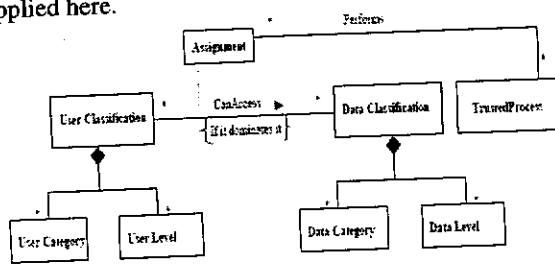 pplied here.
* Performs
Assignment
*
* CanAccess ► *
User Classification
Data Classification
TrustedProcess
{ If it dominates it }
* *
* *
User Category
User Level
Data Category
Data Level